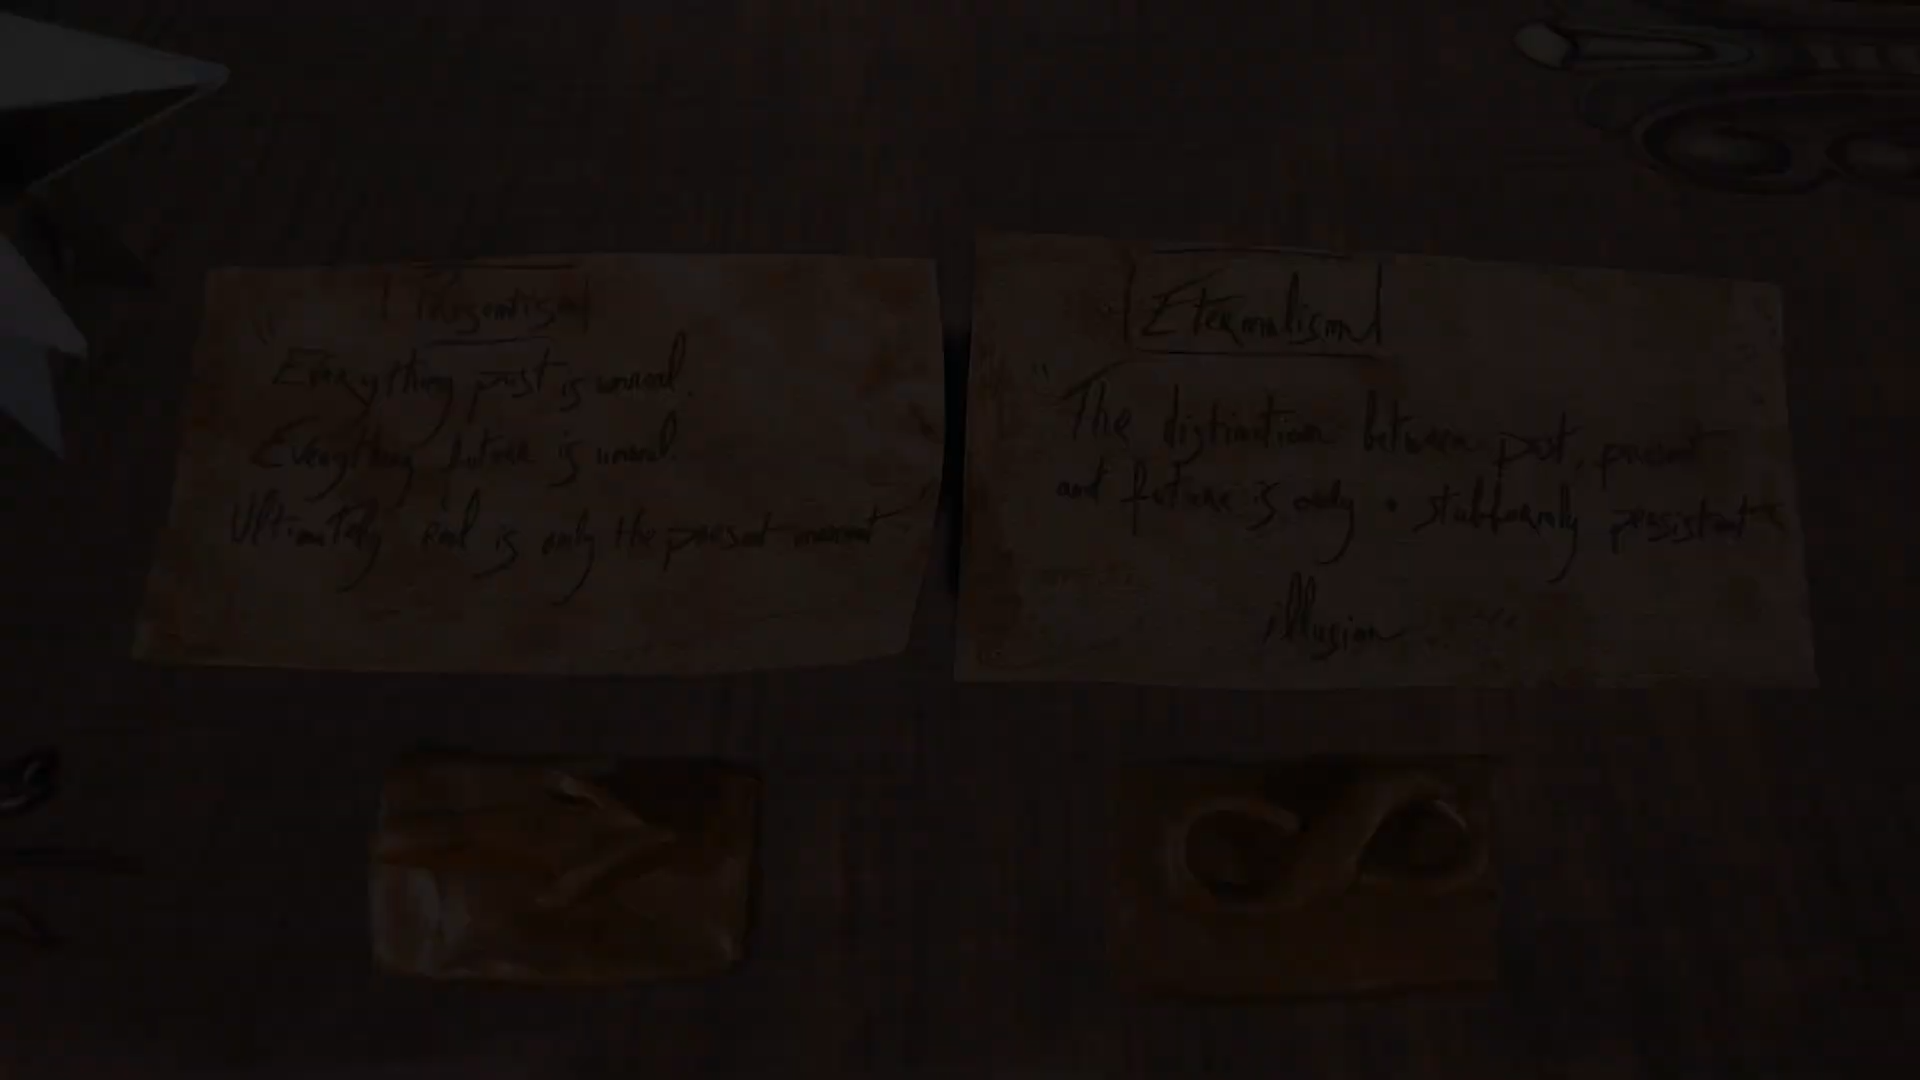 Presentism
"Everything past is unreal.
Everything future is unreal.
Ultimately real is only the present moment
Eternalism
"The distinction between past, present
and future is only a stubbornly persistent
illusion